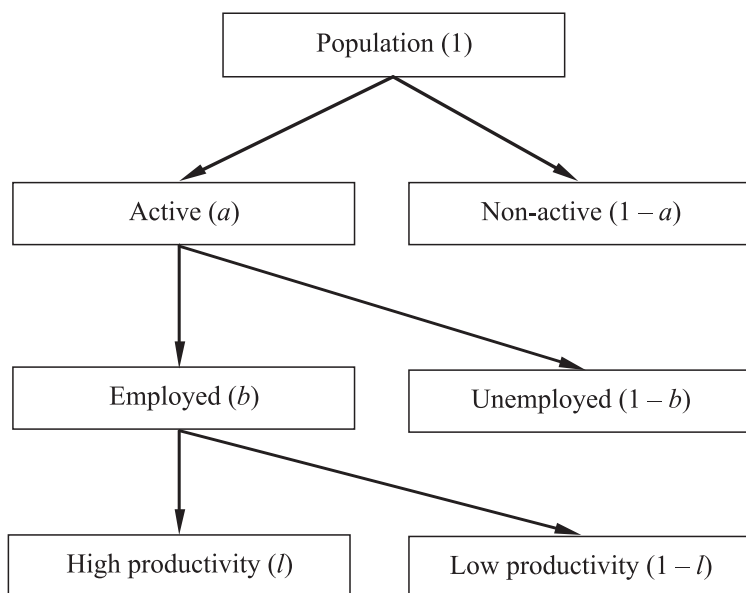 Population (1)
Active (a)
Non-active (1 – a)
Employed (b)
Unemployed (1 – b)
High productivity (l)
Low productivity (1 – l)